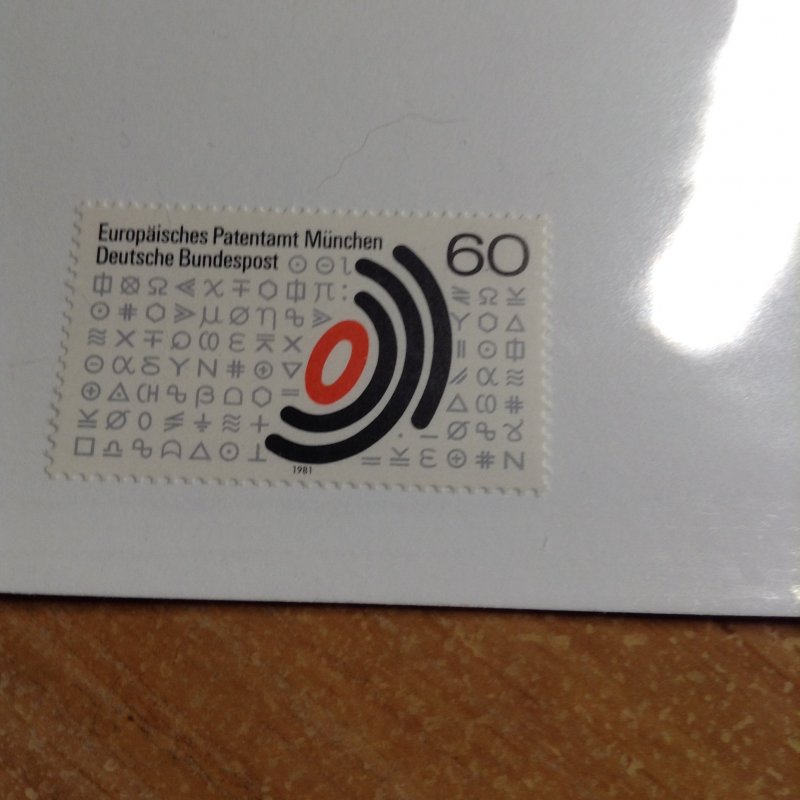 Europäisches Patentamt München
Deutsche Bundespost
60
1981